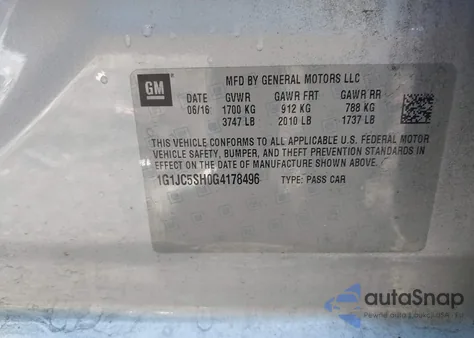 GM
MFD BY GENERAL MOTORS LLC
DATE GVWR GAWR FRT GAWR RR
06/16 1700 KG 912 KG 788 KG
3747 LB 2010 LB 1737 LB
THIS VEHICLE CONFORMS TO ALL APPLICABLE U.S. FEDERAL MOTOR
VEHICLE SAFETY, BUMPER, AND THEFT PREVENTION STANDARDS IN
EFFECT ON THE DATE OF MANUFACTURE SHOWN ABOVE.
1G1JC5SH0G4178496 TYPE: PASS CAR
autoSnap